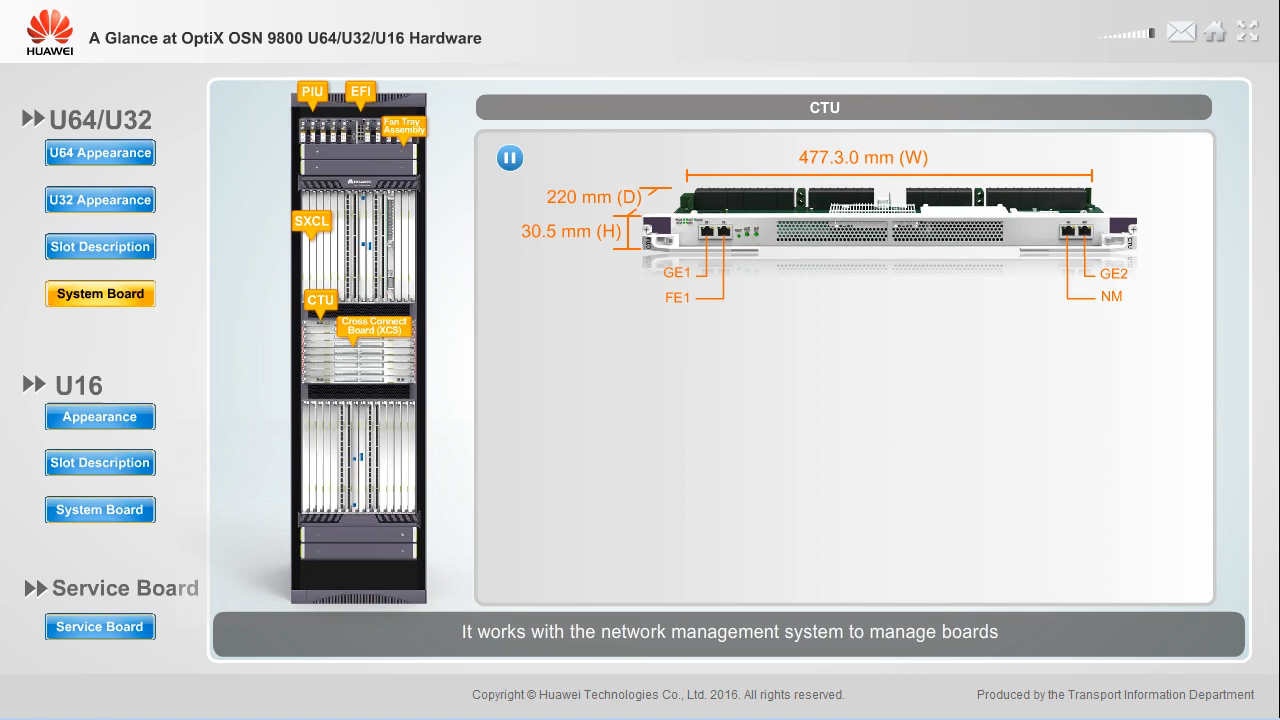 HUAWEI
A Glance at OptiX OSN 9800 U64/U32/U16 Hardware
U64/U32
U64 Appearance
U32 Appearance
Slot Description
System Board
U16
Appearance
Slot Description
System Board
Service Board
Service Board
PIU
EFI
Fan Tray
Assembly
SXCL
CTU
Cross Connect
Board (XCS)
CTU
477.3.0 mm (W)
220 mm (D)
30.5 mm (H)
GE1
FE1
GE2
NM
It works with the network management system to manage boards
Copyright © Huawei Technologies Co., Ltd. 2016. All rights reserved.
Produced by the Transport Information Department